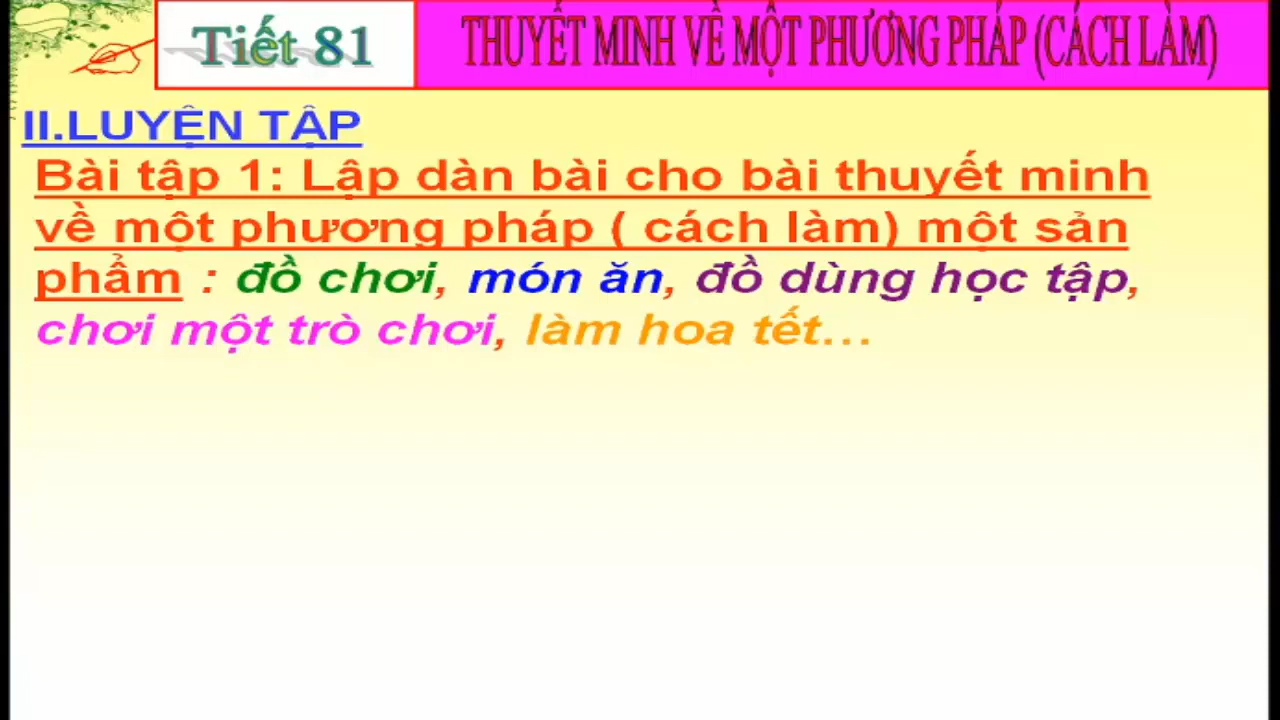 Tiết 81
THUYẾT MINH VỀ MỘT PHƯƠNG PHÁP (CÁCH LÀM)
II.LUYỆN TẬP
Bài tập 1: Lập dàn bài cho bài thuyết minh
về một phương pháp ( cách làm) một sản
phẩm : đồ chơi, món ăn, đồ dùng học tập,
chơi một trò chơi, làm hoa tết...